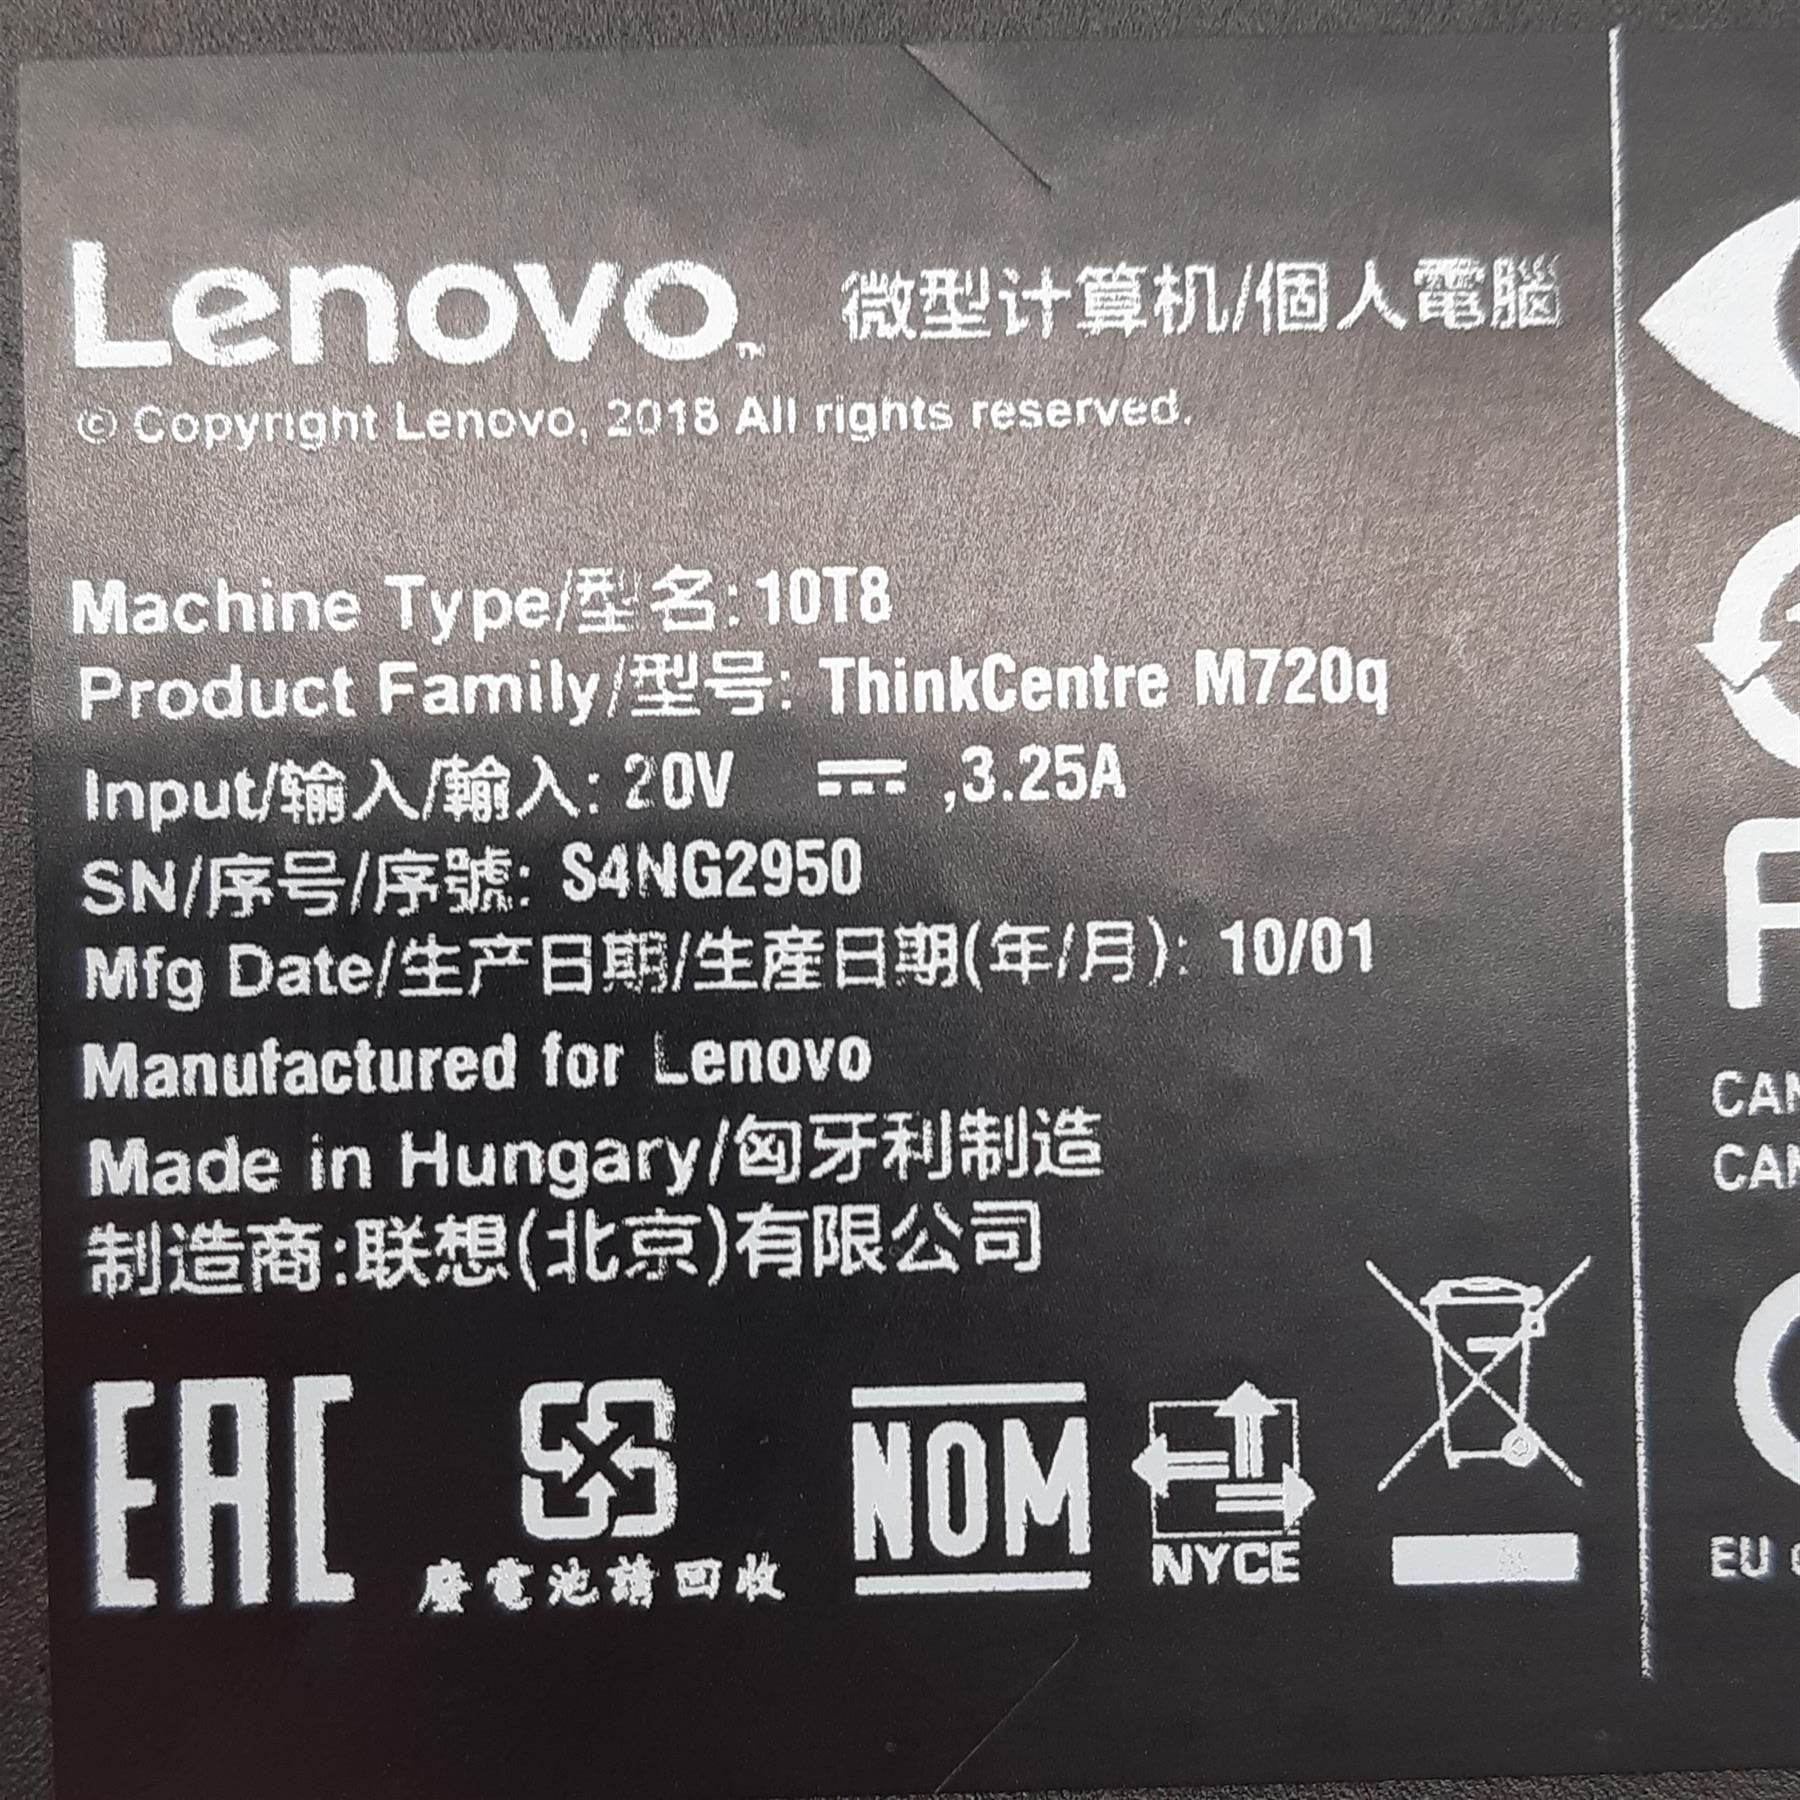 Lenovo™ 微型计算机/個人電腦
© Copyright Lenovo, 2018 All rights reserved.
Machine Type/型名: 10T8
Product Family/型号: ThinkCentre M720q
Input/输入/輸入: 20V ⎓ ,3.25A
SN/序号/序號: S4NG2950
Mfg Date/生产日期/生產日期(年/月): 10/01
Manufactured for Lenovo
Made in Hungary/匈牙利制造
制造商:联想(北京)有限公司
EAC
廢電池請回收
NOM
NYCE
CAN
CAN
EU